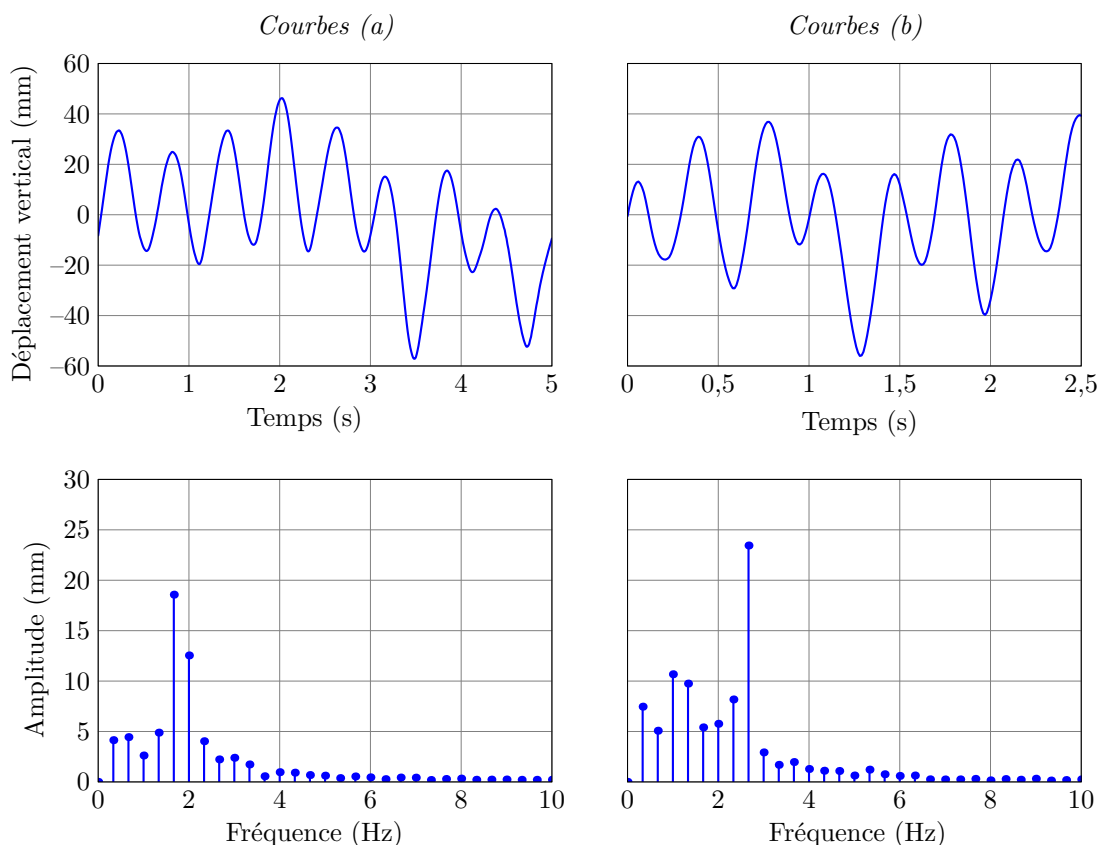 Courbes (a)
Courbes (b)
Déplacement vertical (mm)
60
40
20
0
−20
−40
−60
0 1 2 3 4 5
Temps (s)
0 0,5 1 1,5 2 2,5
Temps (s)
Amplitude (mm)
30
25
20
15
10
5
0
0 2 4 6 8 10
Fréquence (Hz)
0 2 4 6 8 10
Fréquence (Hz)